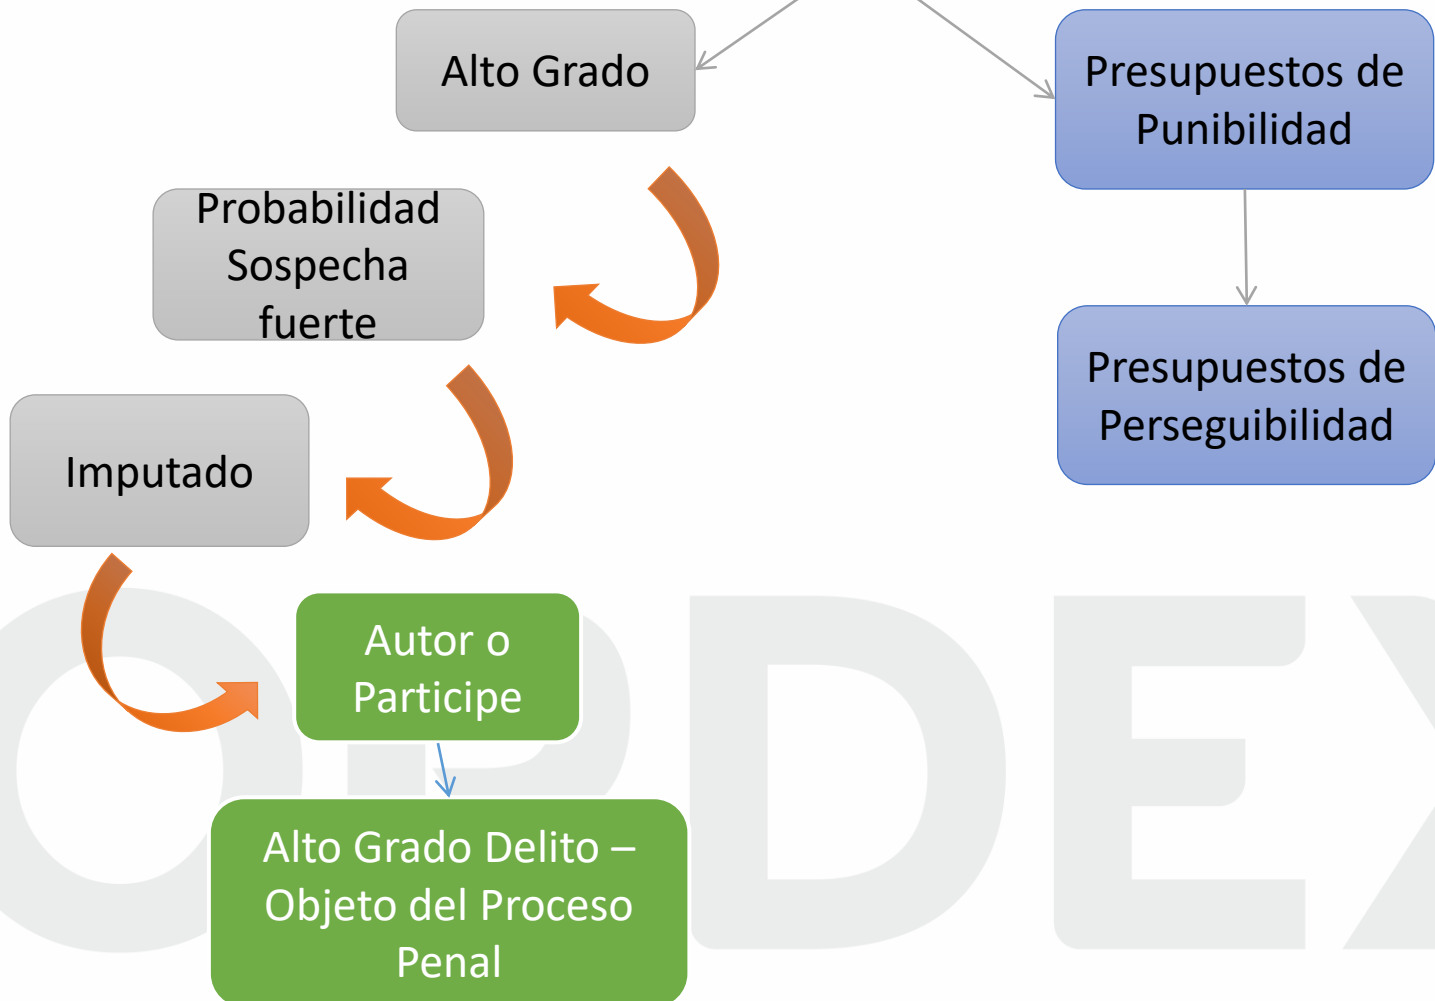 Alto Grado
Presupuestos de
Punibilidad
Probabilidad
Sospecha
fuerte
Presupuestos de
Perseguibilidad
Imputado
Autor o
Participe
Alto Grado Delito –
Objeto del Proceso
Penal
OPDEX